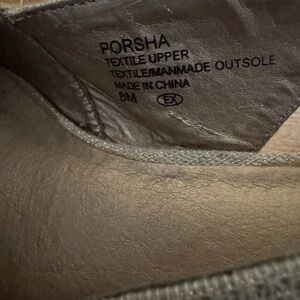 PORSHA
TEXTILE UPPER
TEXTILE/MANMADE OUTSOLE
MADE IN CHINA
8M EX